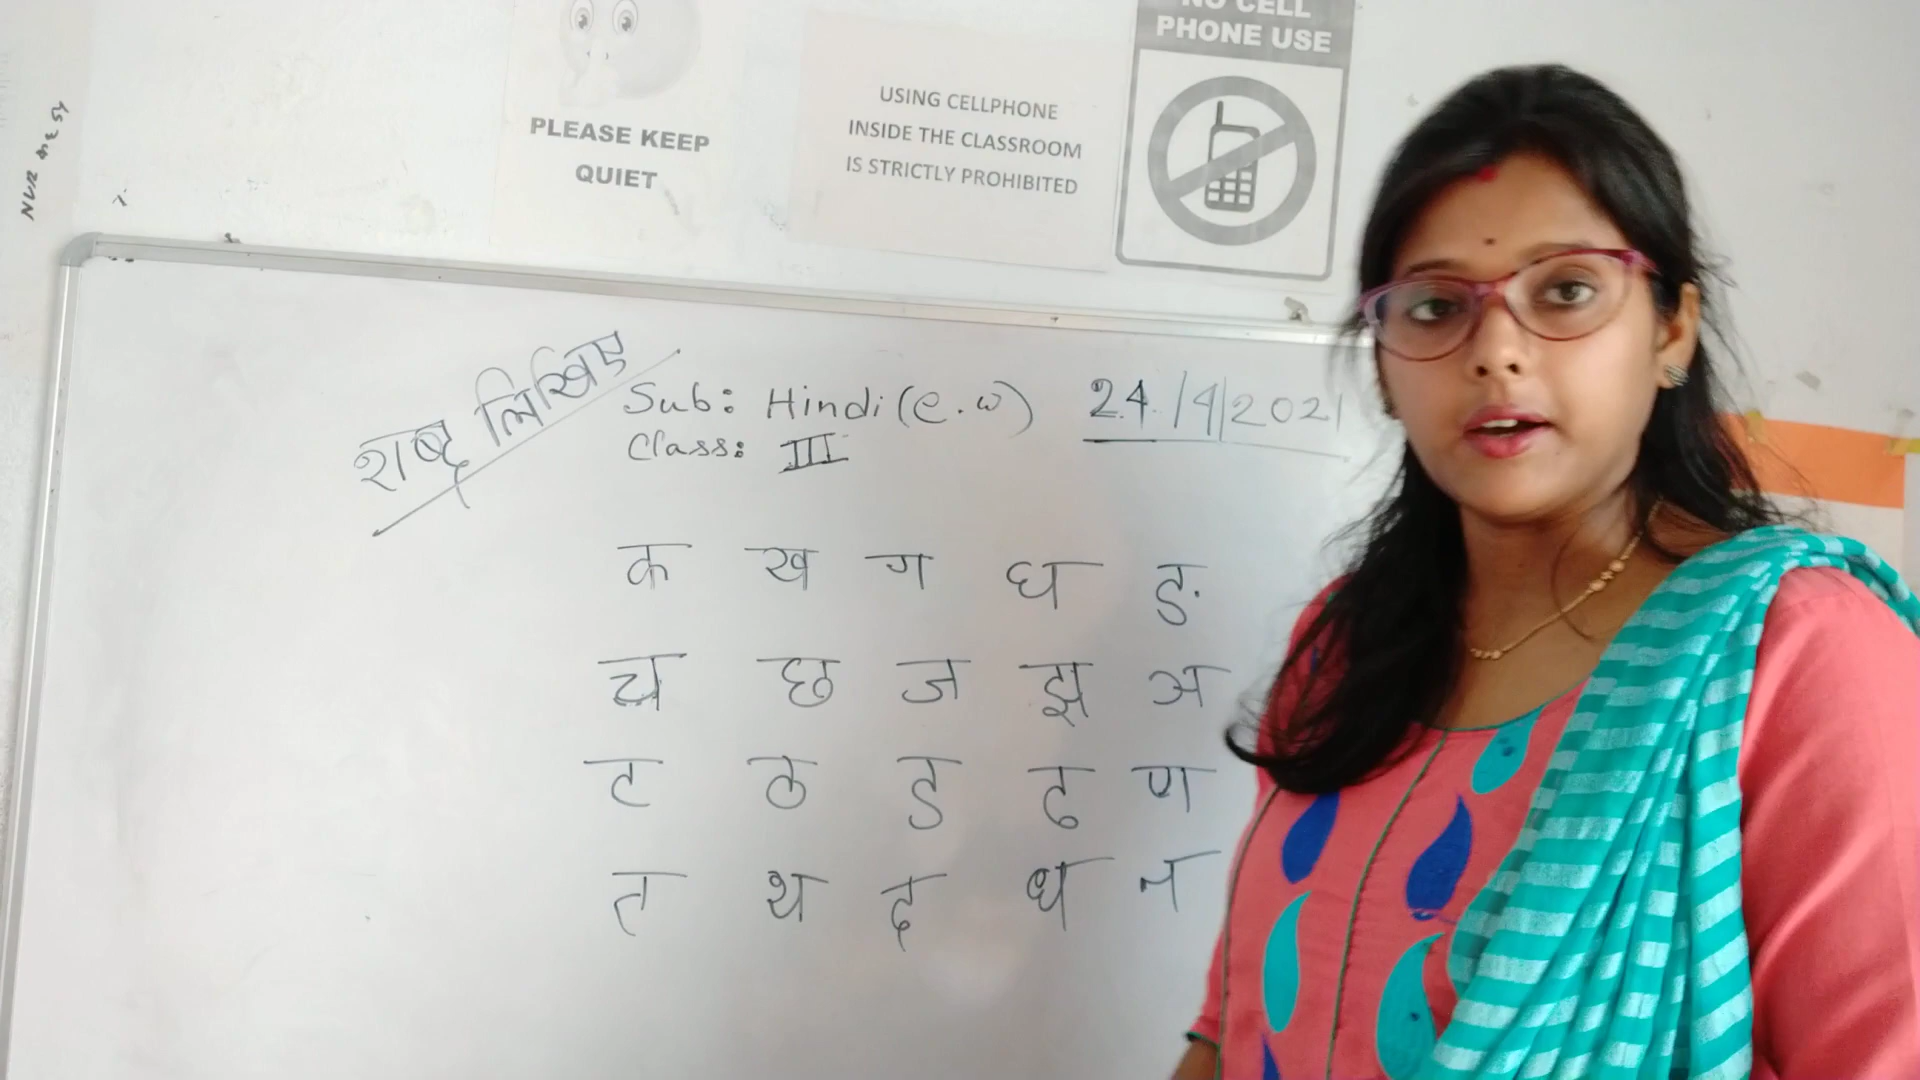 NO CELL
PHONE USE
PLEASE KEEP
QUIET
USING CELLPHONE
INSIDE THE CLASSROOM
IS STRICTLY PROHIBITED
शब्द लिखिए
Sub: Hindi (e.w) 24/4/2021
Class: III
क ख ग घ ङ
च छ ज झ ञ
ट ठ ड ढ ण
त थ द ध न